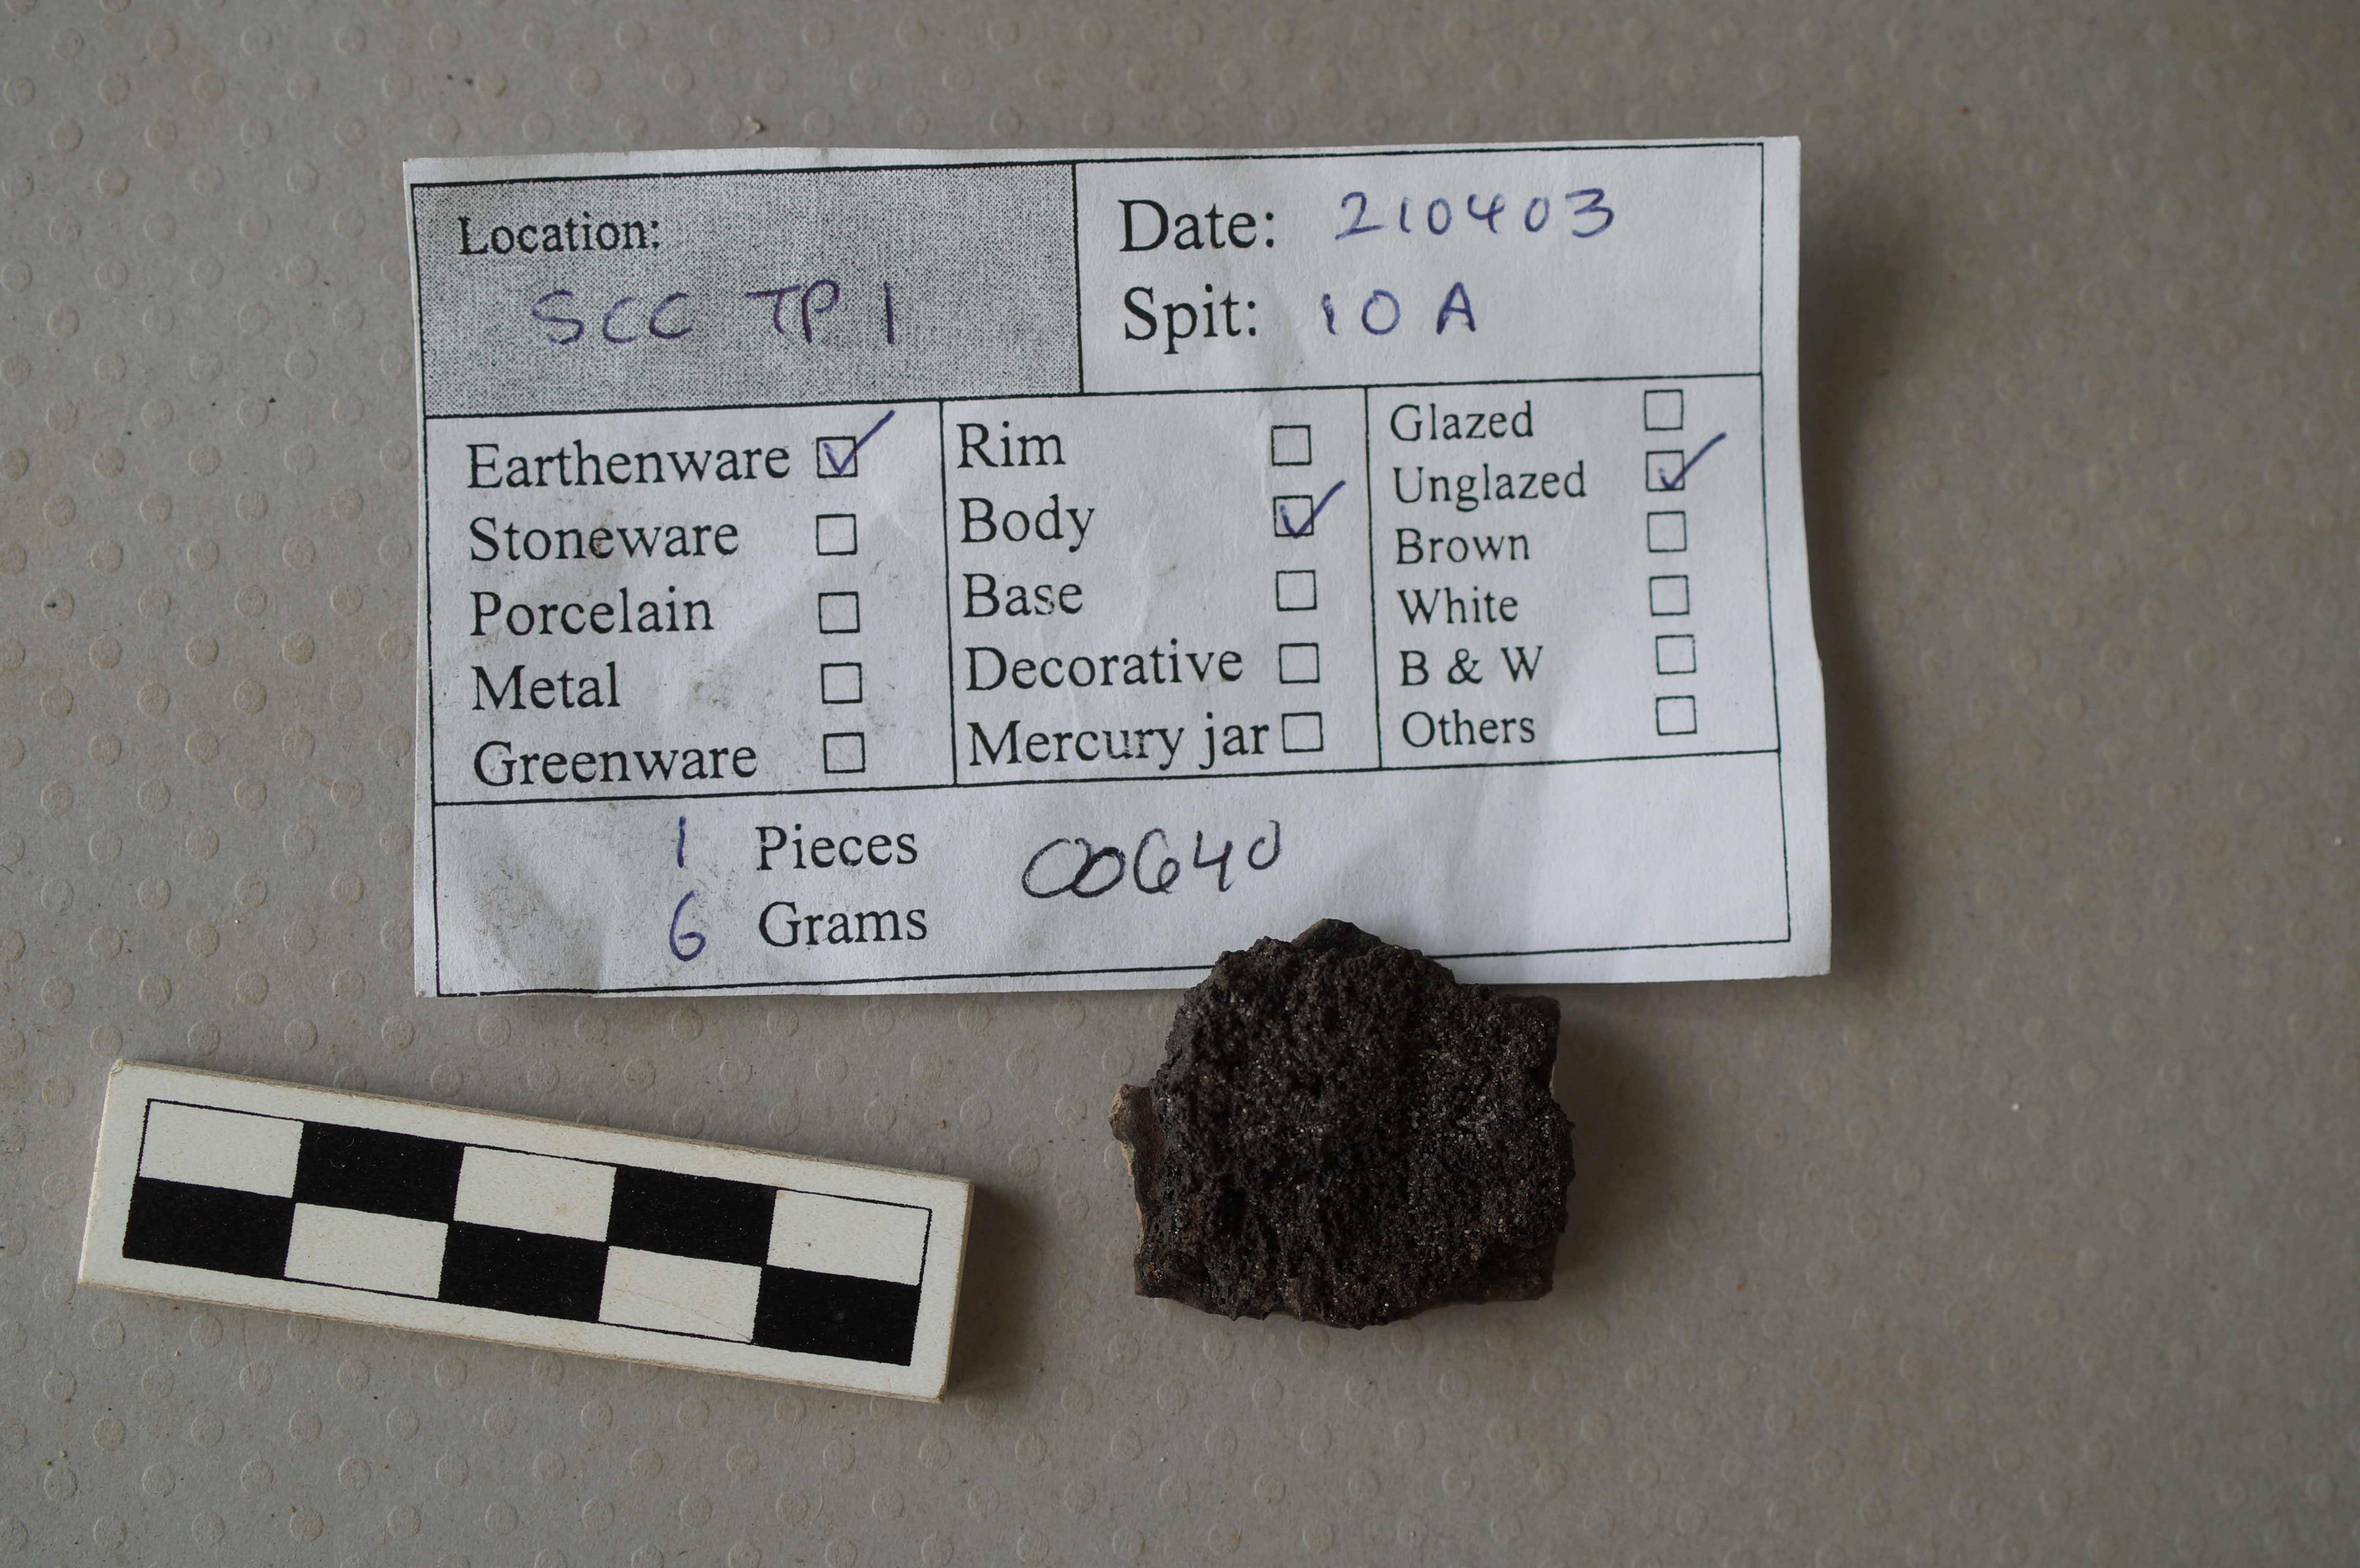 Location:
SCC TP 1
Date: 210403
Spit: 10 A
Earthenware
Stoneware
Porcelain
Metal
Greenware
Rim
Body
Base
Decorative
Mercury jar
Glazed
Unglazed
Brown
White
B & W
Others
1 Pieces
6 Grams
00640